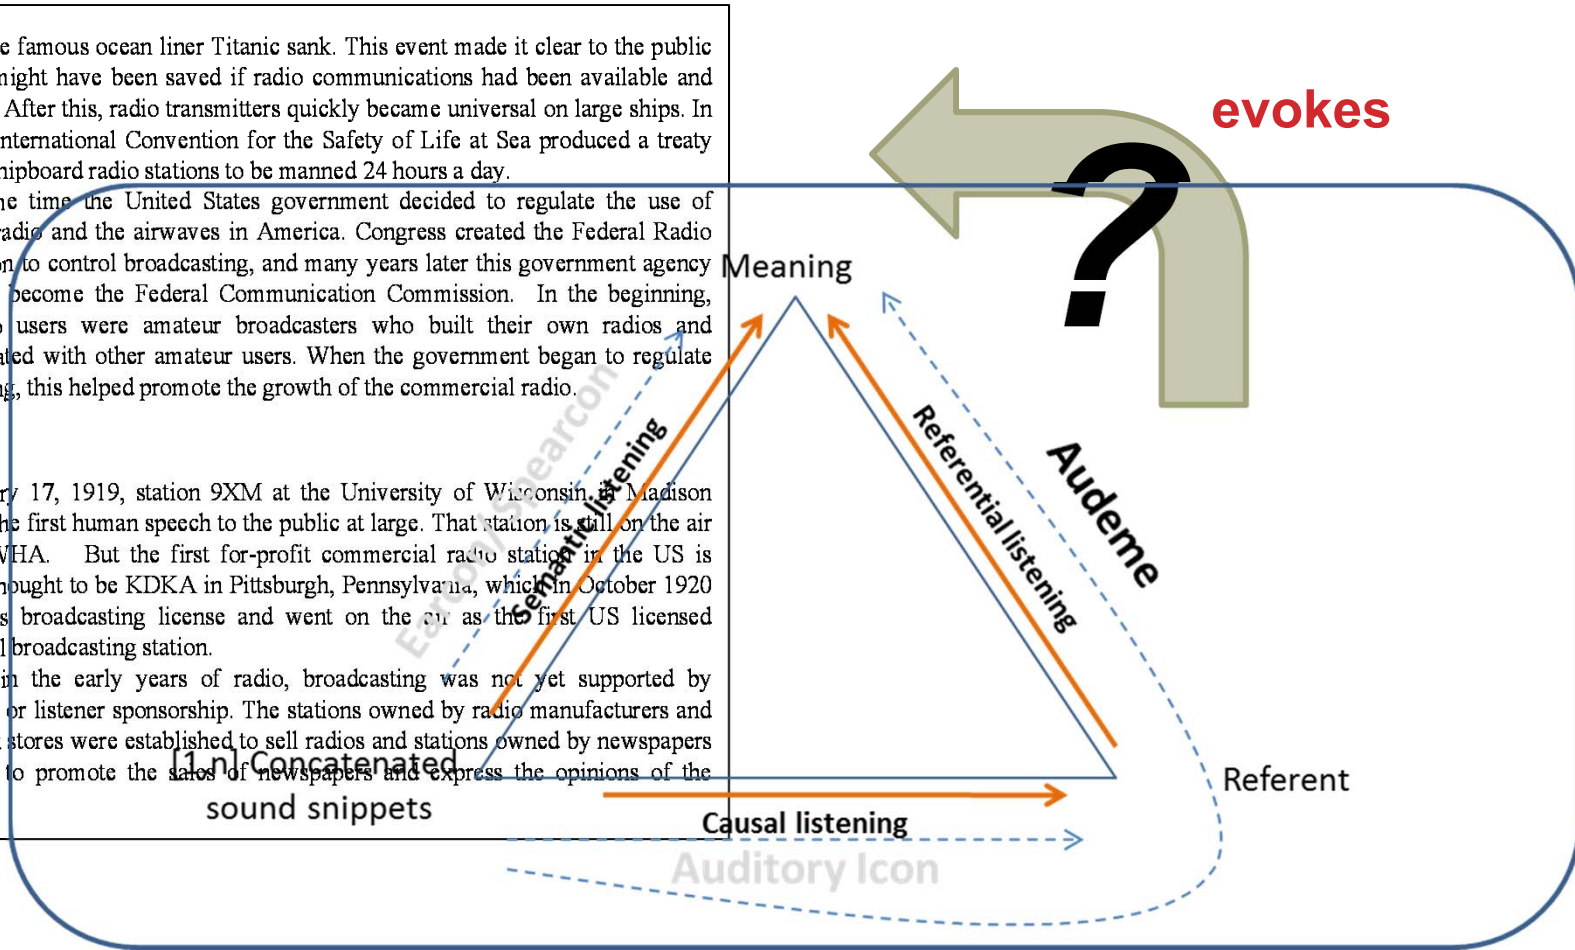 e famous ocean liner Titanic sank. This event made it clear to the public
night have been saved if radio communications had been available and
After this, radio transmitters quickly became universal on large ships. In
nternational Convention for the Safety of Life at Sea produced a treaty
hipboard radio stations to be manned 24 hours a day.
e time the United States government decided to regulate the use of
adio and the airwaves in America. Congress created the Federal Radio
n to control broadcasting, and many years later this government agency
become the Federal Communication Commission. In the beginning,
users were amateur broadcasters who built their own radios and
ated with other amateur users. When the government began to regulate
ng, this helped promote the growth of the commercial radio.
ry 17, 1919, station 9XM at the University of Wisconsin in Madison
he first human speech to the public at large. That station is still on the air
WHA. But the first for-profit commercial radio station in the US is
ought to be KDKA in Pittsburgh, Pennsylvania, which in October 1920
s broadcasting license and went on the air as the first US licensed
l broadcasting station.
in the early years of radio, broadcasting was not yet supported by
or listener sponsorship. The stations owned by radio manufacturers and
stores were established to sell radios and stations owned by newspapers
to promote the sales of newspapers and express the opinions of the
evokes
?
Meaning
Earcon/ Spearcon
Semantic listening
Referential listening
Audeme
[1,n] Concatenated
sound snippets
Referent
Causal listening
Auditory Icon